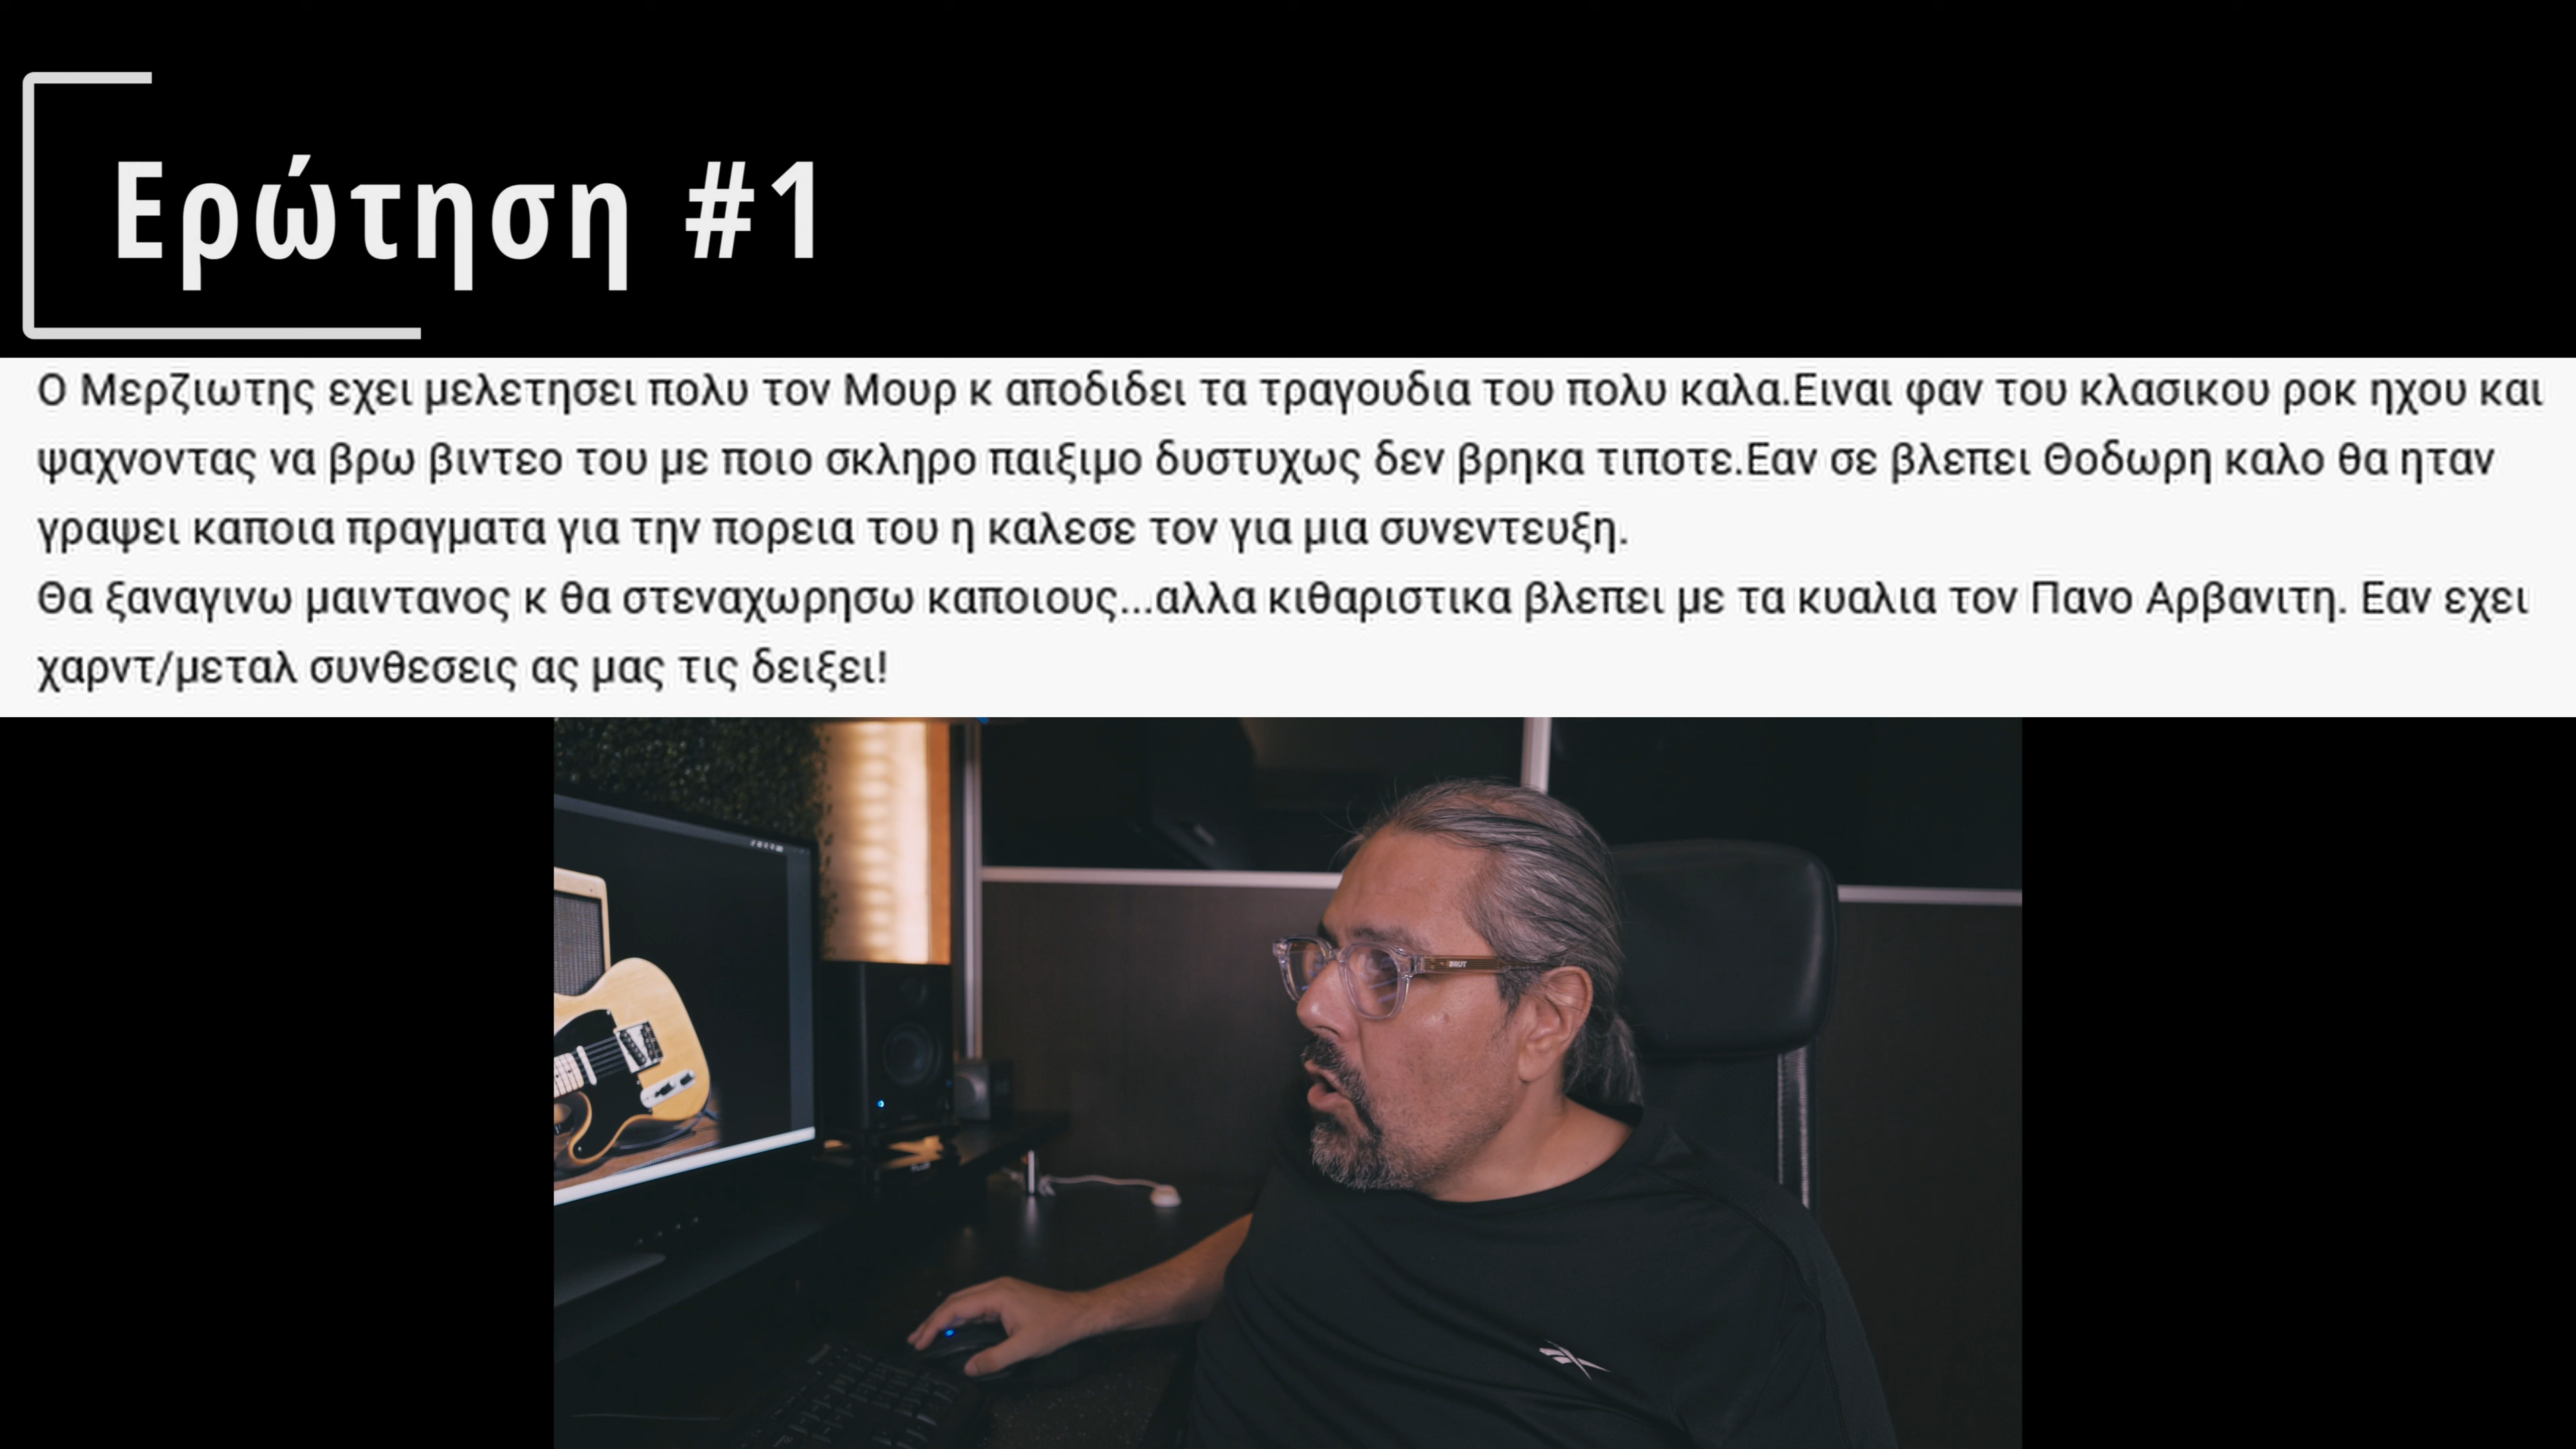 Ερώτηση #1
Ο Μερζιωτης εχει μελετησει πολυ τον Μουρ κ αποδιδει τα τραγουδια του πολυ καλα.Ειναι φαν του κλασικου ροκ ηχου και
ψαχνοντας να βρω βιντεο του με ποιο σκληρο παιξιμο δυστυχως δεν βρηκα τιποτε.Εαν σε βλεπει Θοδωρη καλο θα ηταν
γραψει καποια πραγματα για την πορεια του η καλεσε τον για μια συνεντευξη.
Θα ξαναγινω μαιντανος κ θα στεναχωρησω καποιους...αλλα κιθαριστικα βλεπει με τα κυαλια τον Πανο Αρβανιτη. Εαν εχει
χαρντ/μεταλ συνθεσεις ας μας τις δειξει!